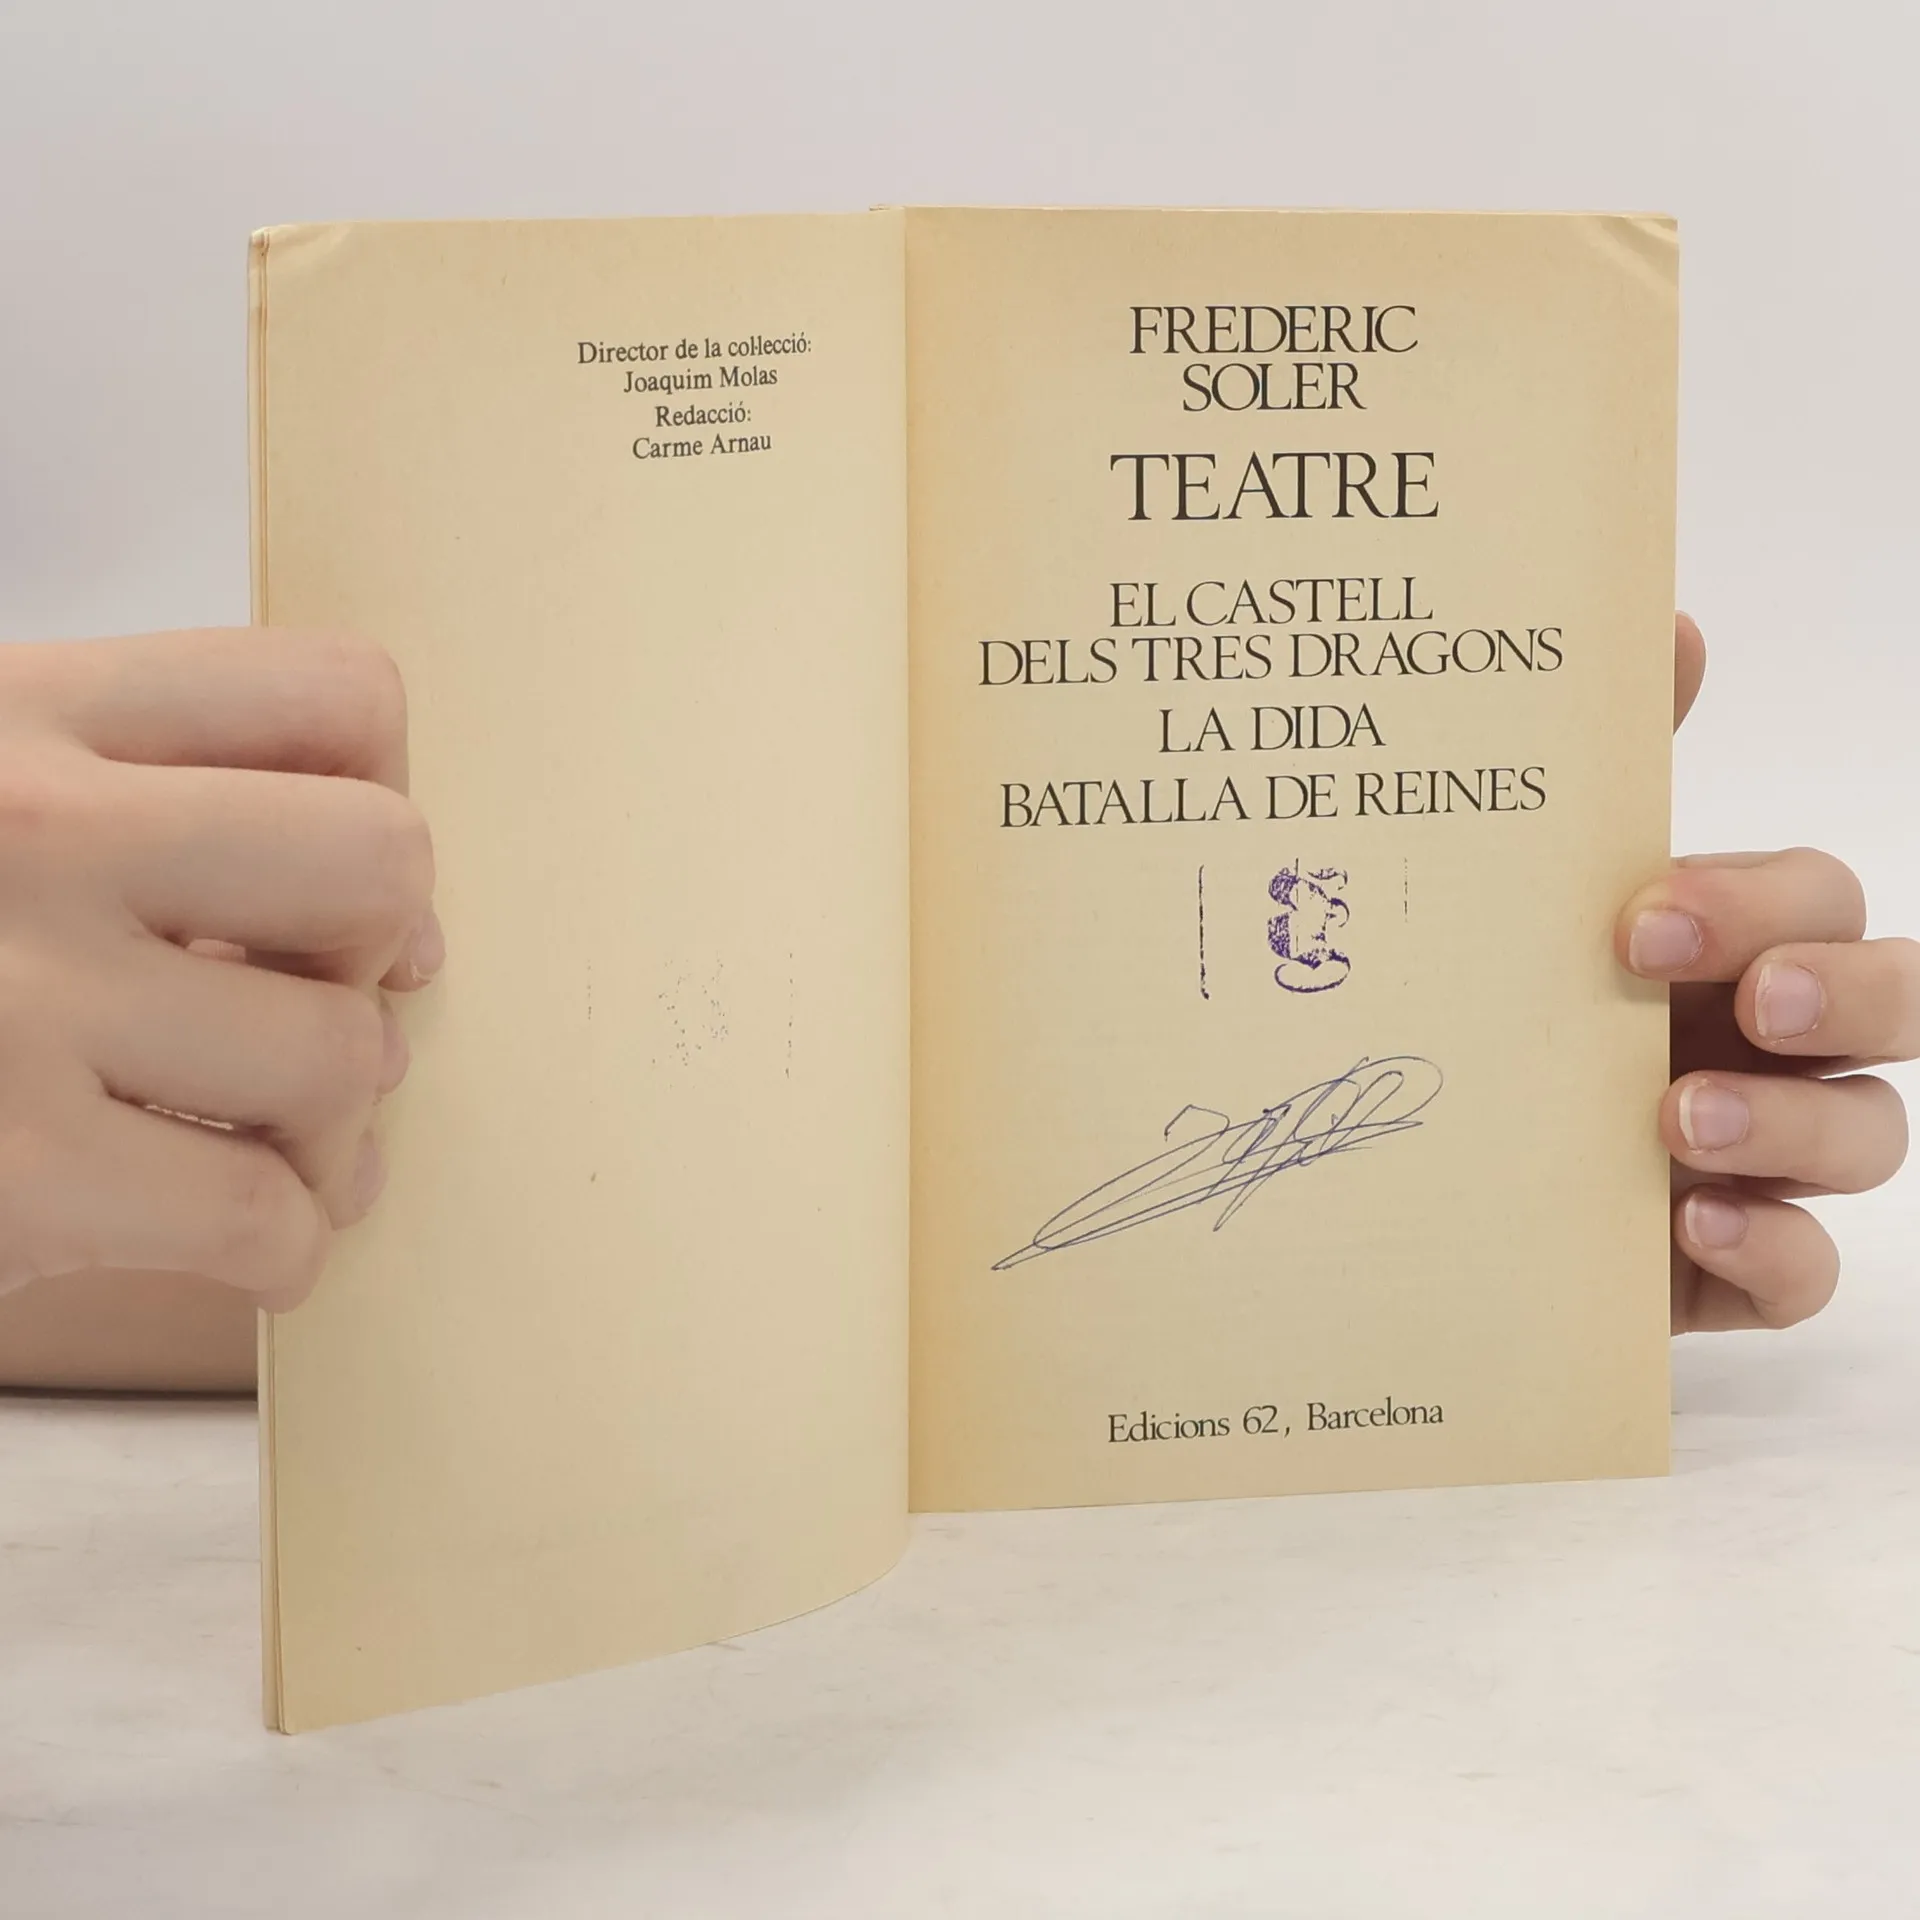 Director de la col·lecció:
Joaquim Molas
Redacció:
Carme Arnau
FREDERIC
SOLER
TEATRE
EL CASTELL
DELS TRES DRAGONS
LA DIDA
BATALLA DE REINES
Edicions 62, Barcelona